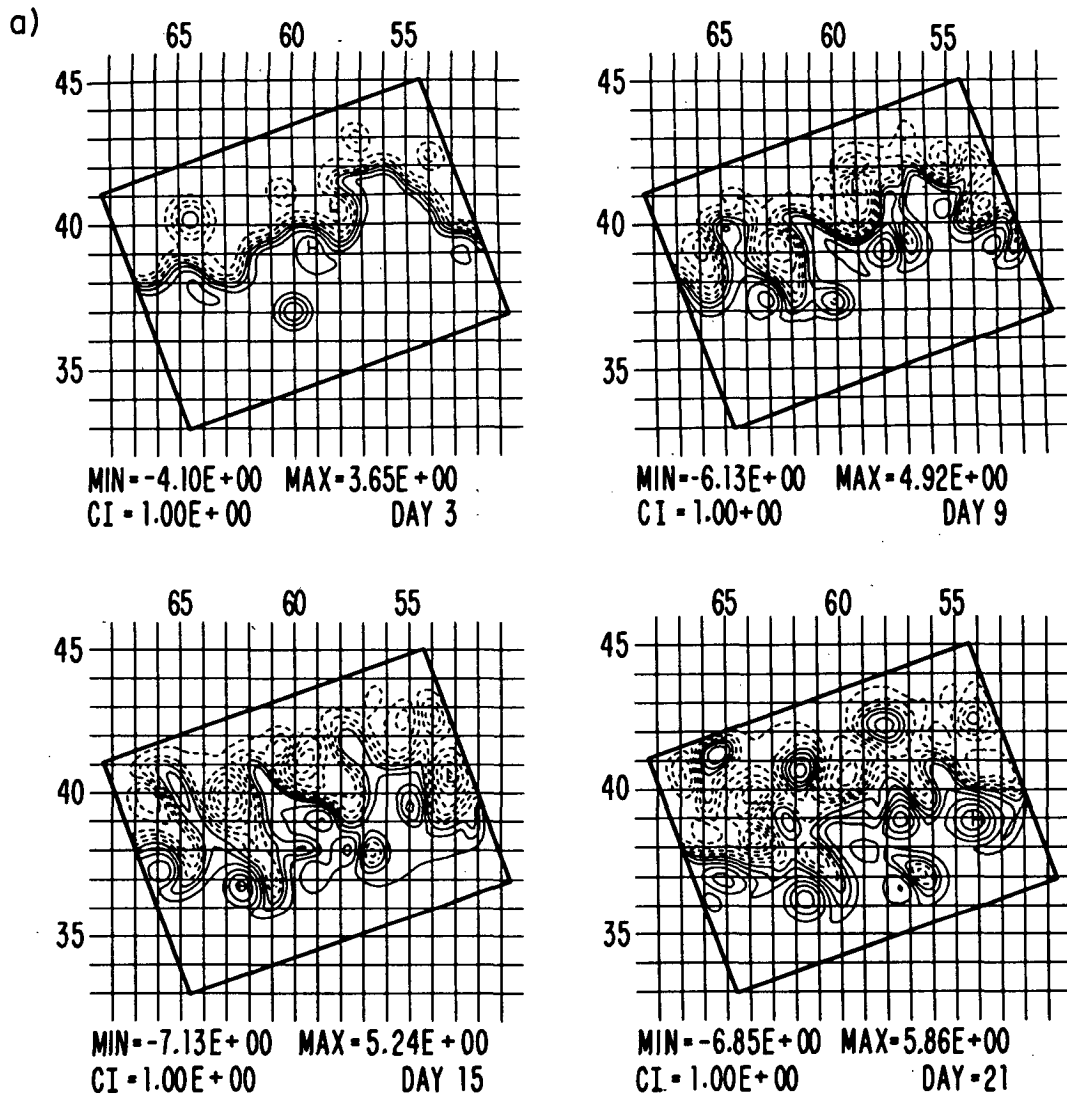 a)
65 60 55
45
40
35
MIN=-4.10E+00 MAX=3.65E+00
CI=1.00E+00 DAY 3
H
65 60 55
45
40
35
MIN=-6.13E+00 MAX=4.92E+00
CI=1.00+00 DAY 9
65 60 55
45
40
35
L
MIN=-7.13E+00 MAX=5.24E+00
CI=1.00E+00 DAY 15
65 60 55
45
40
35
H
MIN=-6.85E+00 MAX=5.86E+00
CI=1.00E+00 DAY=21